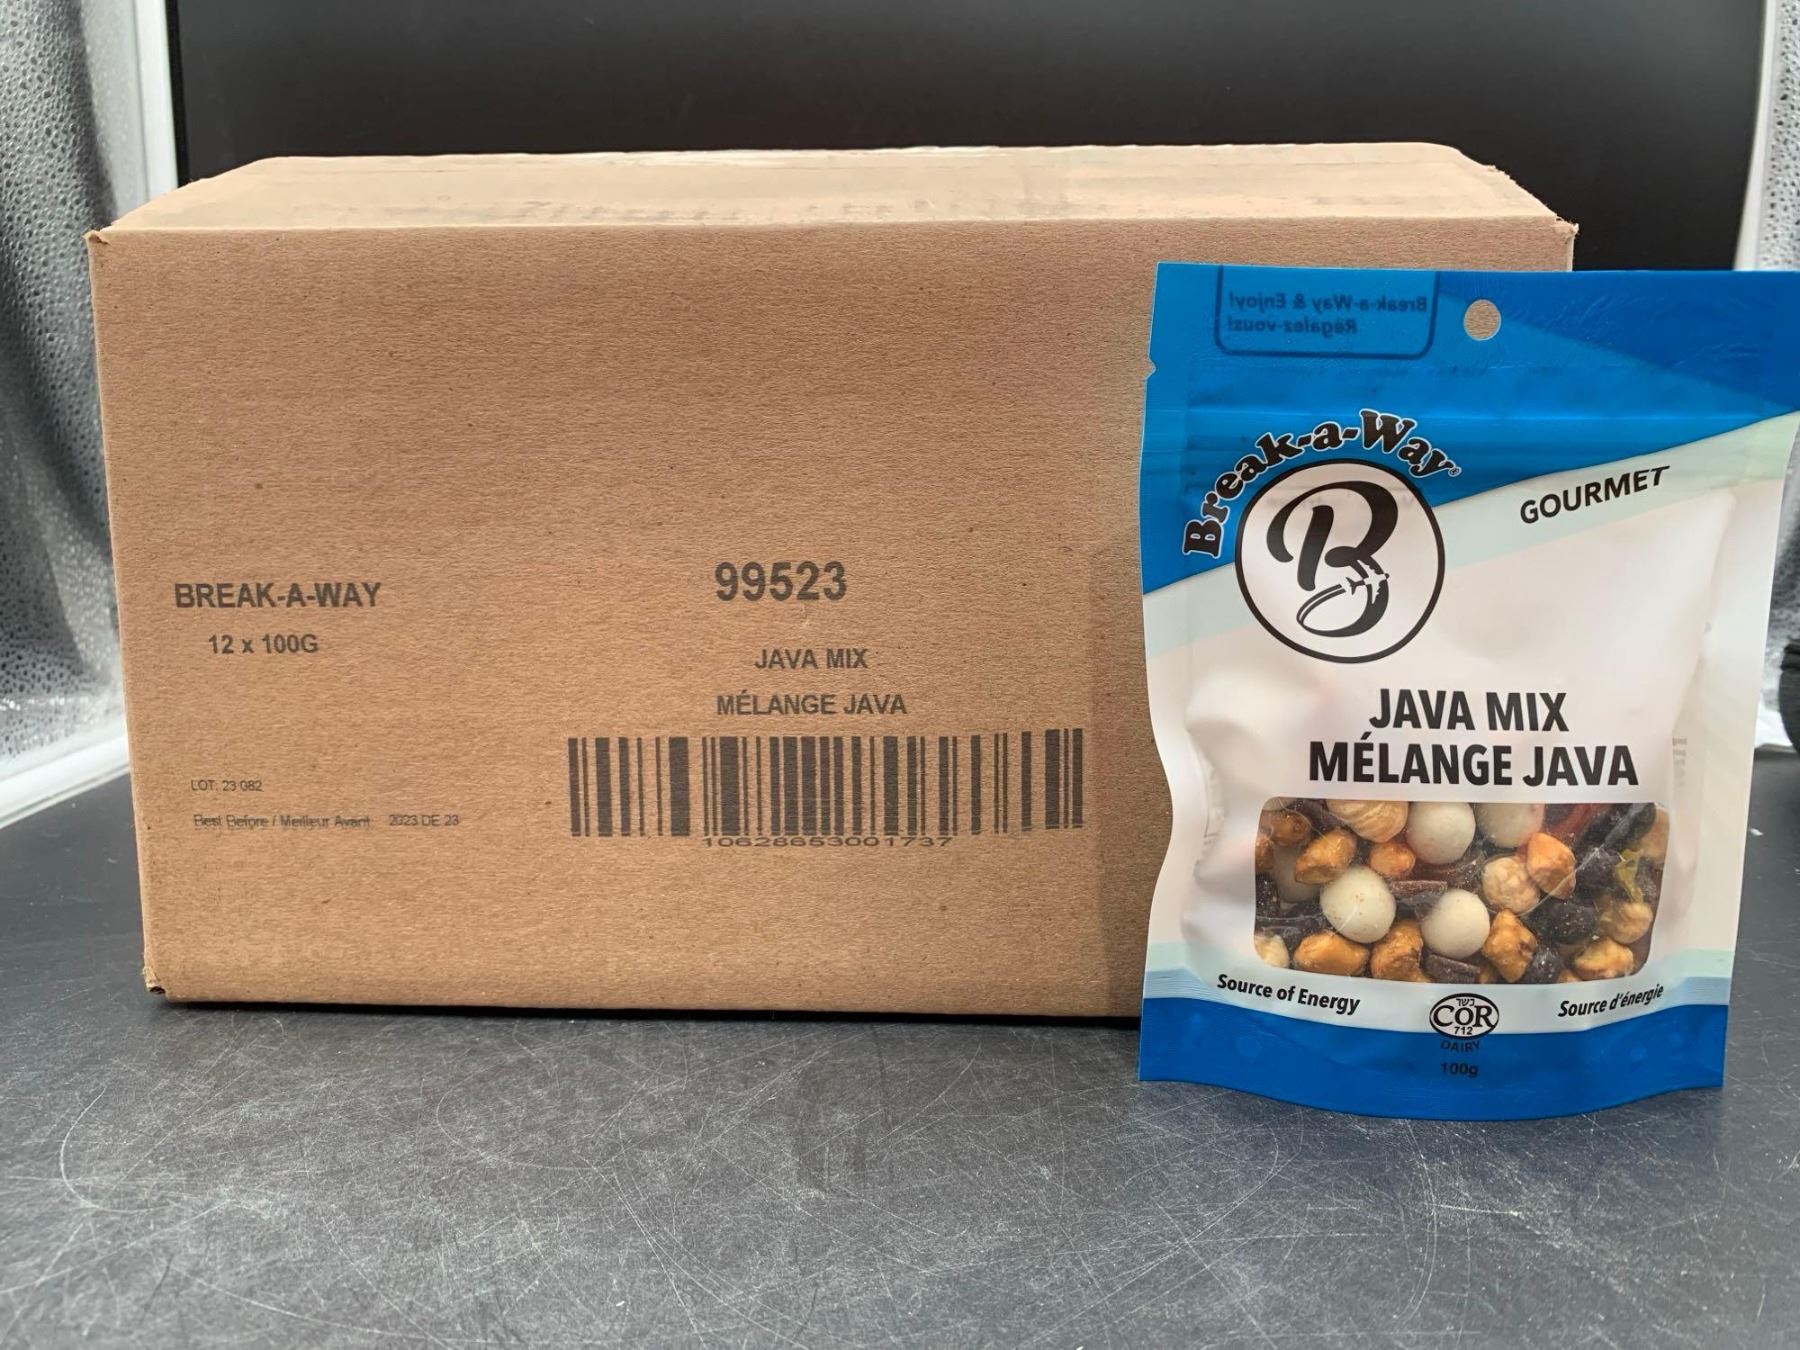 BREAK-A-WAY
12 x 100G
99523
JAVA MIX
MÉLANGE JAVA
LOT: 23 082
Best Before / Meilleur Avant 2023 DE 23
10628653001737
Break-a-Way & Enjoy!
Régalez-vous!
Break-a-Way®
B
GOURMET
JAVA MIX
MÉLANGE JAVA
Source of Energy
כשר
COR
712
DAIRY
Source d'énergie
100g